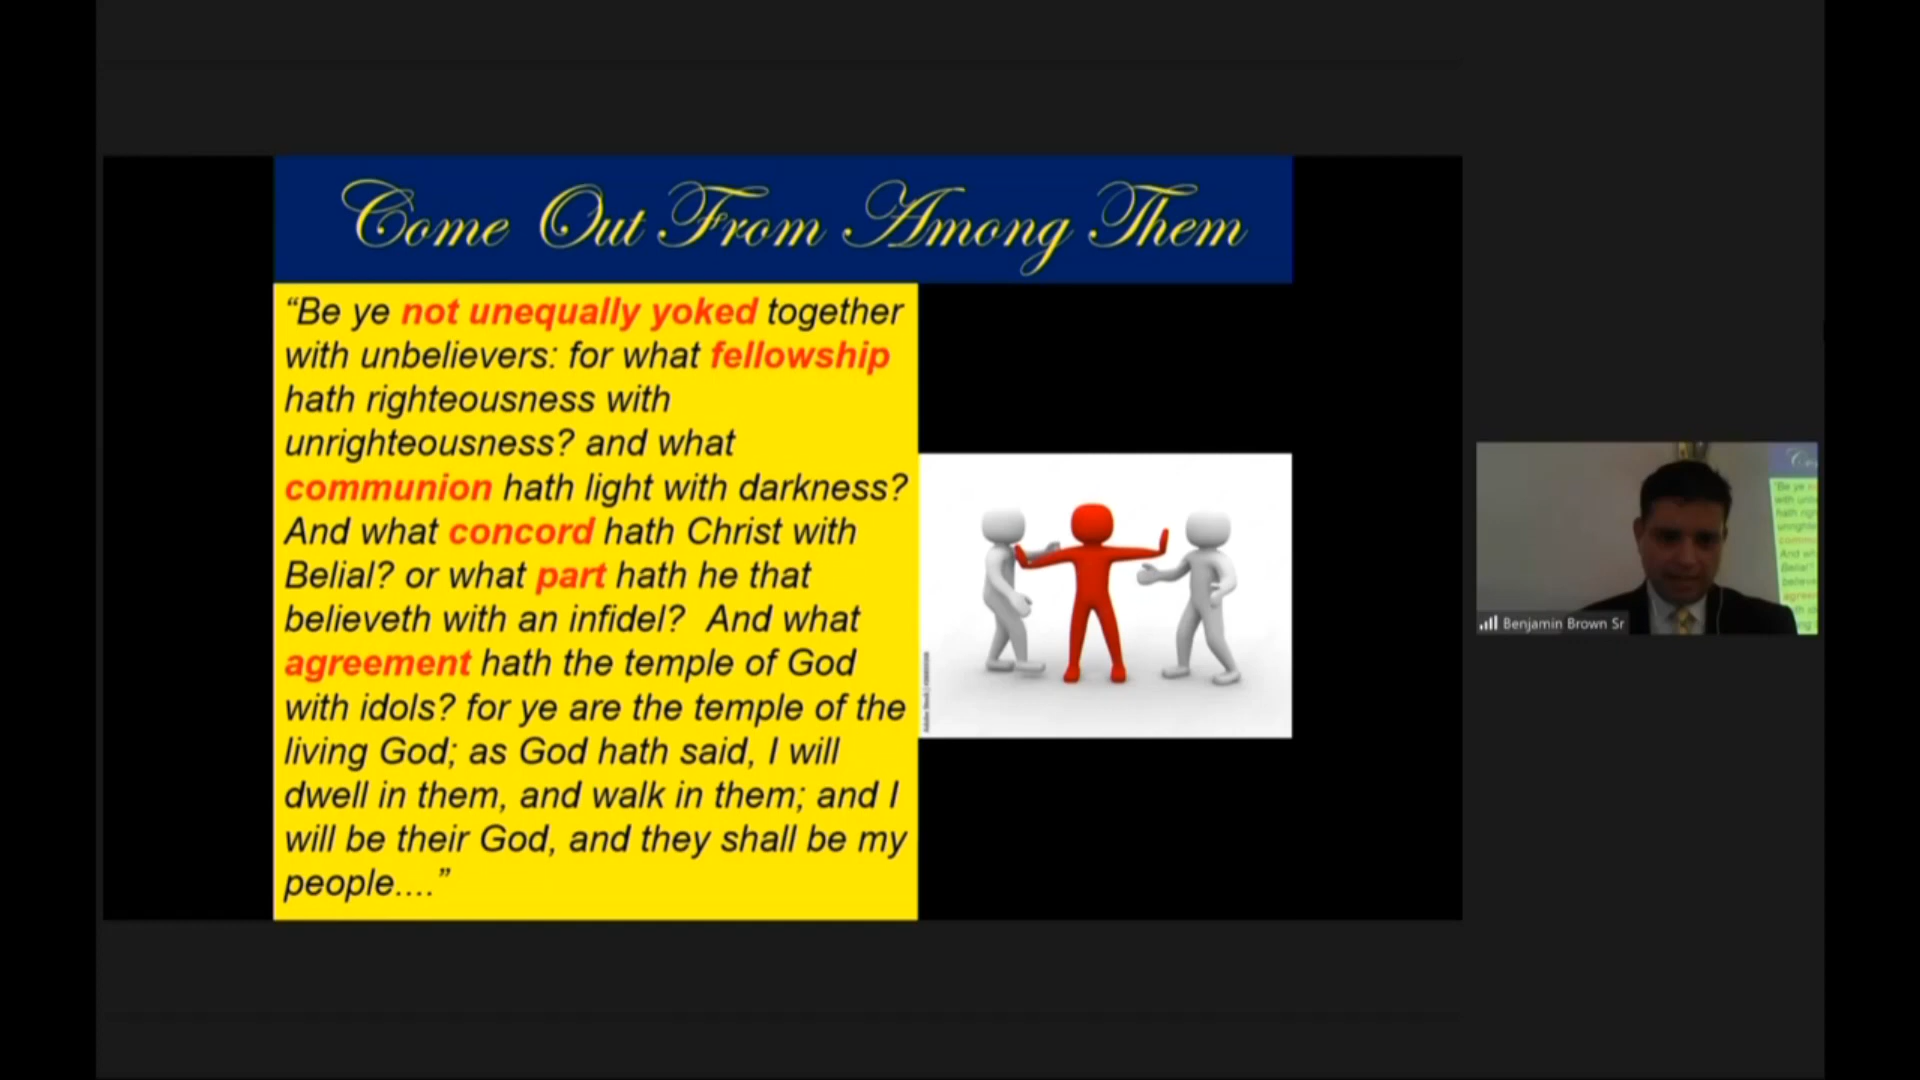 Come Out From Among Them
“Be ye not unequally yoked together
with unbelievers: for what fellowship
hath righteousness with
unrighteousness? and what
communion hath light with darkness?
And what concord hath Christ with
Belial? or what part hath he that
believeth with an infidel?  And what
agreement hath the temple of God
with idols? for ye are the temple of the
living God; as God hath said, I will
dwell in them, and walk in them; and I
will be their God, and they shall be my
people....”
Benjamin Brown Sr